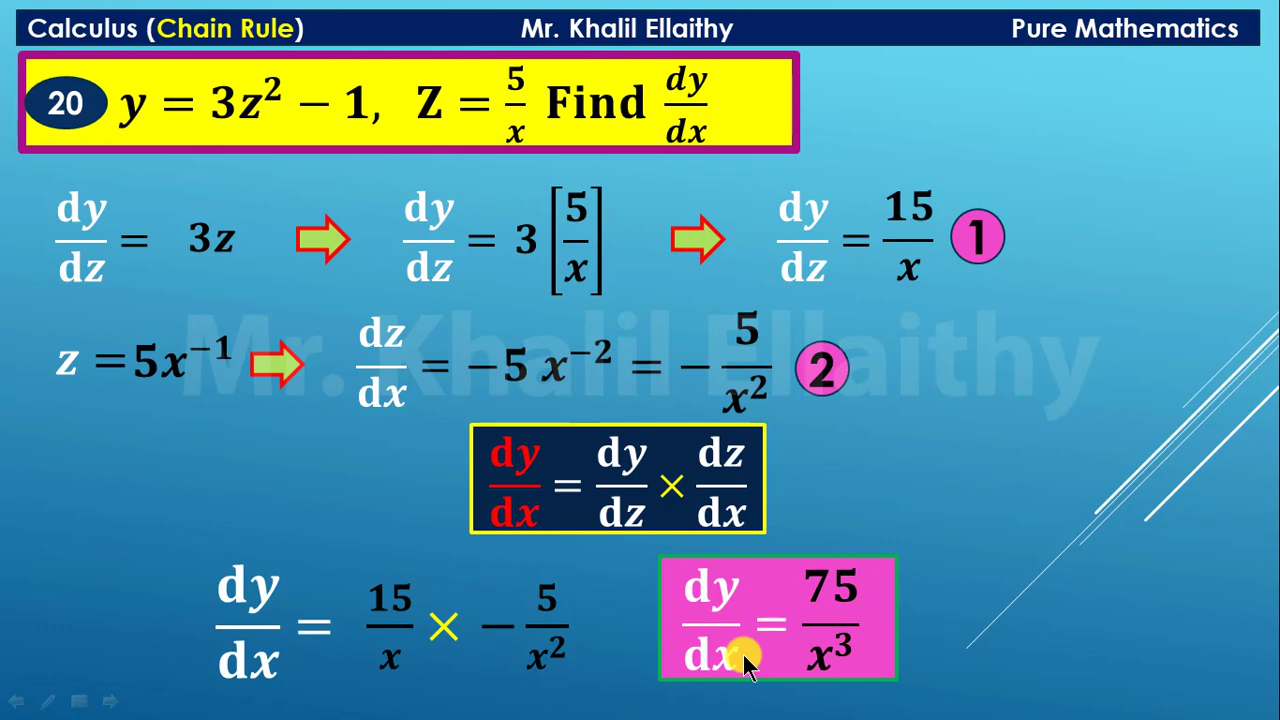 Calculus (Chain Rule) Mr. Khalil Ellaithy Pure Mathematics
20 y = 3z² − 1, Z = 5/x Find dy/dx
dy/dz = 3z ⇒ dy/dz = 3 [5/x] ⇒ dy/dz = 15/x 1
z = 5x⁻¹ ⇒ dz/dx = −5 x⁻² = − 5/x² 2
Mr. Khalil Ellaithy
dy/dx = dy/dz × dz/dx
dy/dx = 15/x × − 5/x² dy/dx = 75/x³